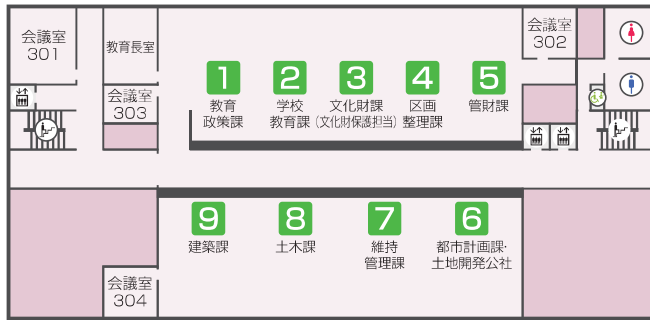 会議室
301
教育長室
会議室
303
会議室
302
1
教育
政策課
2
学校
教育課
3
文化財課
(文化財保護担当)
4
区画
整理課
5
管財課
9
建築課
8
土木課
7
維持
管理課
6
都市計画課・
土地開発公社
会議室
304